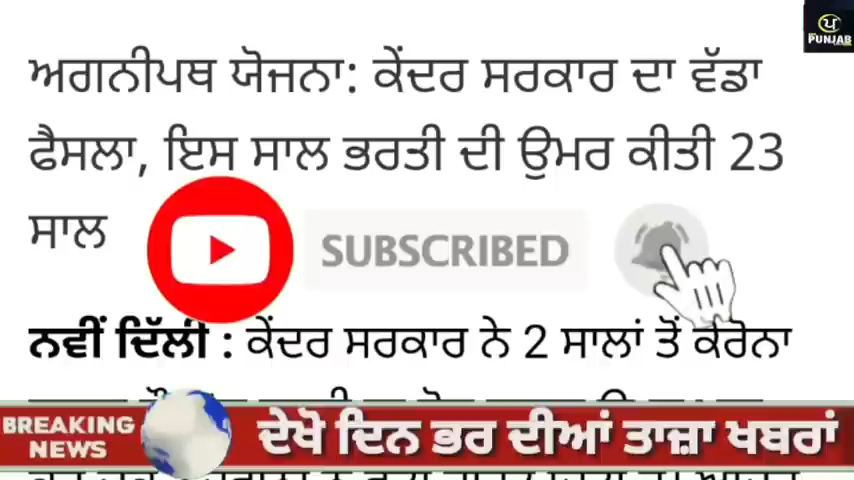 ਪ
PUNJAB
ਅਗਨੀਪਥ ਯੋਜਨਾ: ਕੇਂਦਰ ਸਰਕਾਰ ਦਾ ਵੱਡਾ
ਫੈਸਲਾ, ਇਸ ਸਾਲ ਭਰਤੀ ਦੀ ਉਮਰ ਕੀਤੀ 23
ਸਾਲ
SUBSCRIBED
ਨਵੀਂ ਦਿੱਲੀ : ਕੇਂਦਰ ਸਰਕਾਰ ਨੇ 2 ਸਾਲਾਂ ਤੋਂ ਕਰੋਨਾ
BREAKING
NEWS
ਦੇਖੋ ਦਿਨ ਭਰ ਦੀਆਂ ਤਾਜ਼ਾ ਖਬਰਾਂ